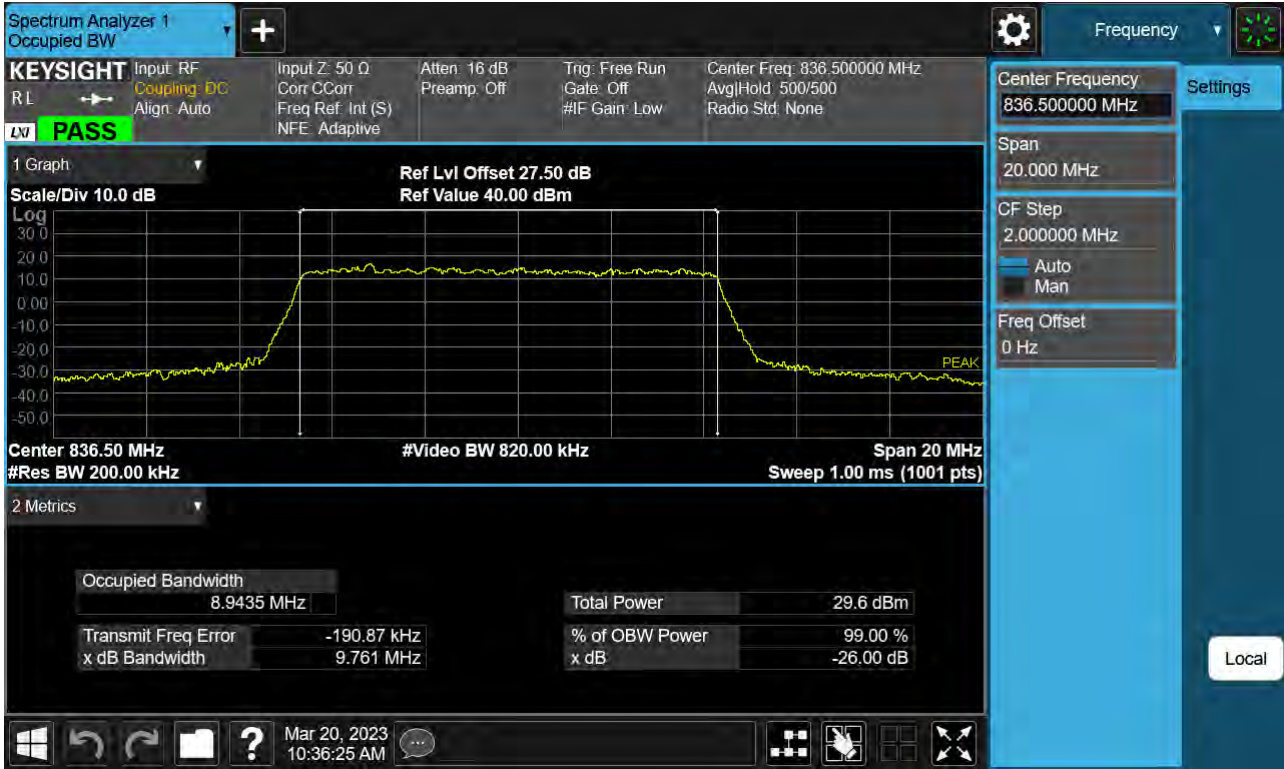 Spectrum Analyzer 1
Occupied BW
+
Frequency
KEYSIGHT
R L
LXI
PASS
Input: RF
Coupling: DC
Align: Auto
Input Z: 50 Ω
Corr CCorr
Freq Ref: Int (S)
NFE: Adaptive
Atten: 16 dB
Preamp: Off
Trig: Free Run
Gate: Off
#IF Gain: Low
Center Freq: 836.500000 MHz
Avg|Hold: 500/500
Radio Std: None
Center Frequency
836.500000 MHz
Settings
Span
20.000 MHz
CF Step
2.000000 MHz
Auto
Man
Freq Offset
0 Hz
Local
1 Graph
Scale/Div 10.0 dB
Ref Lvl Offset 27.50 dB
Ref Value 40.00 dBm
Log
30.0
20.0
10.0
0.00
-10.0
-20.0
-30.0
-40.0
-50.0
PEAK
Center 836.50 MHz
#Video BW 820.00 kHz
Span 20 MHz
#Res BW 200.00 kHz
Sweep 1.00 ms (1001 pts)
2 Metrics
Occupied Bandwidth
8.9435 MHz
Transmit Freq Error -190.87 kHz
x dB Bandwidth 9.761 MHz
Total Power 29.6 dBm
% of OBW Power 99.00 %
x dB -26.00 dB
?
Mar 20, 2023
10:36:25 AM